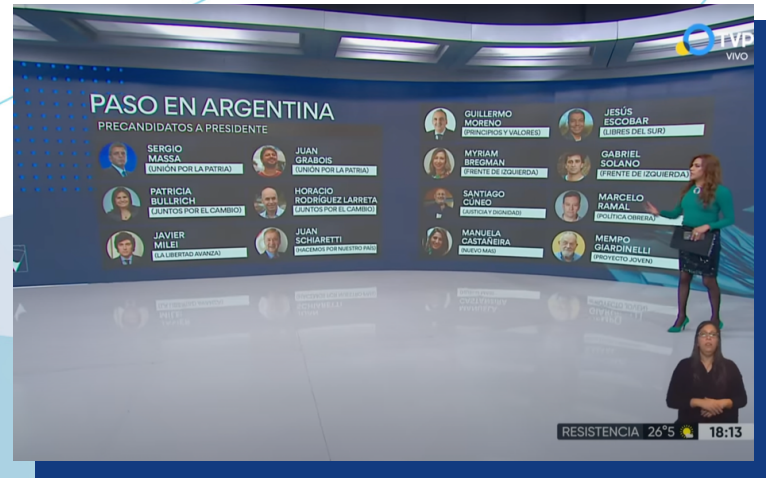 TVP
VIVO
PASO EN ARGENTINA
PRECANDIDATOS A PRESIDENTE
SERGIO
MASSA
(UNIÓN POR LA PATRIA)
JUAN
GRABOIS
(UNIÓN POR LA PATRIA)
PATRICIA
BULLRICH
(JUNTOS POR EL CAMBIO)
HORACIO
RODRÍGUEZ LARRETA
(JUNTOS POR EL CAMBIO)
JAVIER
MILEI
(LA LIBERTAD AVANZA)
JUAN
SCHIARETTI
(HACEMOS POR NUESTRO PAÍS)
GUILLERMO
MORENO
(PRINCIPIOS Y VALORES)
JESÚS
ESCOBAR
(LIBRES DEL SUR)
MYRIAM
BREGMAN
(FRENTE DE IZQUIERDA)
GABRIEL
SOLANO
(FRENTE DE IZQUIERDA)
SANTIAGO
CÚNEO
(JUSTICIA Y DIGNIDAD)
MARCELO
RAMAL
(POLÍTICA OBRERA)
MANUELA
CASTAÑEIRA
(NUEVO MAS)
MEMPO
GIARDINELLI
(PROYECTO JOVEN)
RESISTENCIA 26°5 18:13